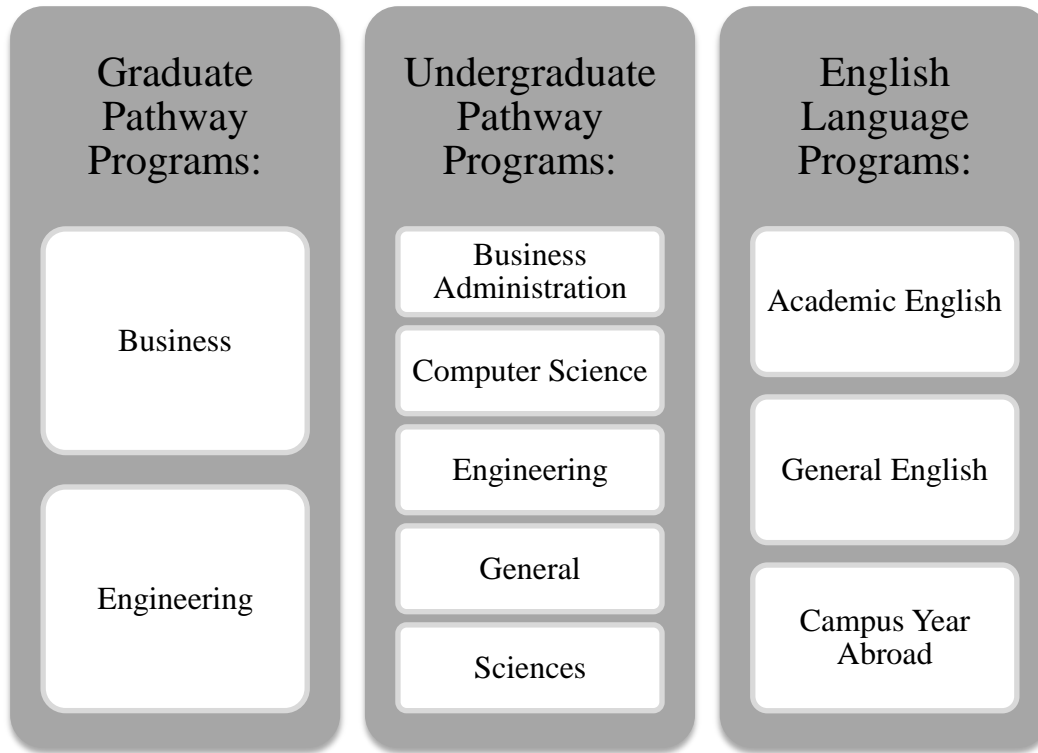 Graduate
Pathway
Programs:
Business
Engineering
Undergraduate
Pathway
Programs:
Business
Administration
Computer Science
Engineering
General
Sciences
English
Language
Programs:
Academic English
General English
Campus Year
Abroad